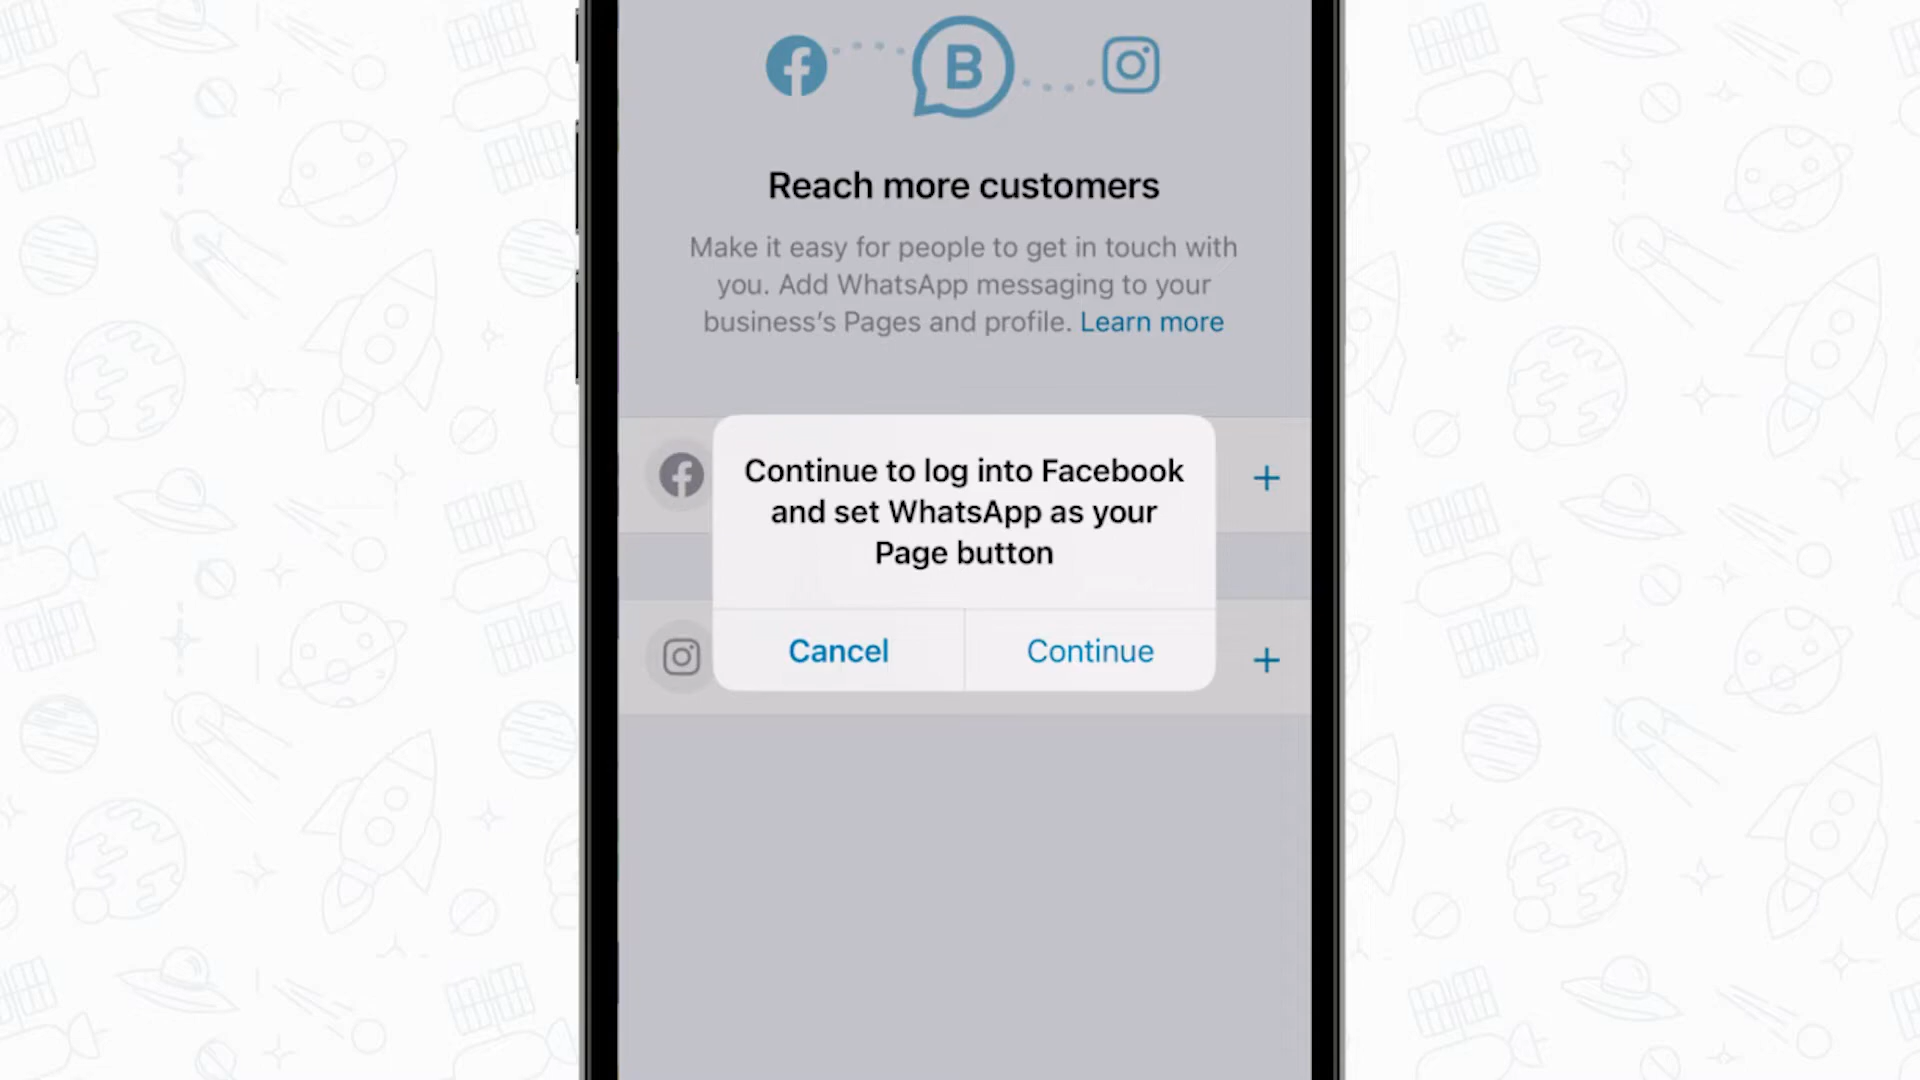 B
Reach more customers
Make it easy for people to get in touch with
you. Add WhatsApp messaging to your
business’s Pages and profile. Learn more
Continue to log into Facebook
and set WhatsApp as your
Page button
Cancel
Continue